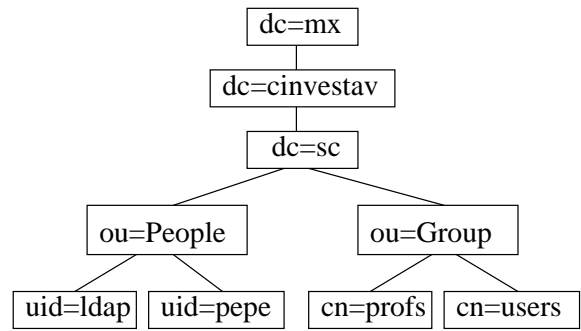 dc=mx
dc=cinvestav
dc=sc
ou=People
ou=Group
uid=ldap
uid=pepe
cn=profs
cn=users